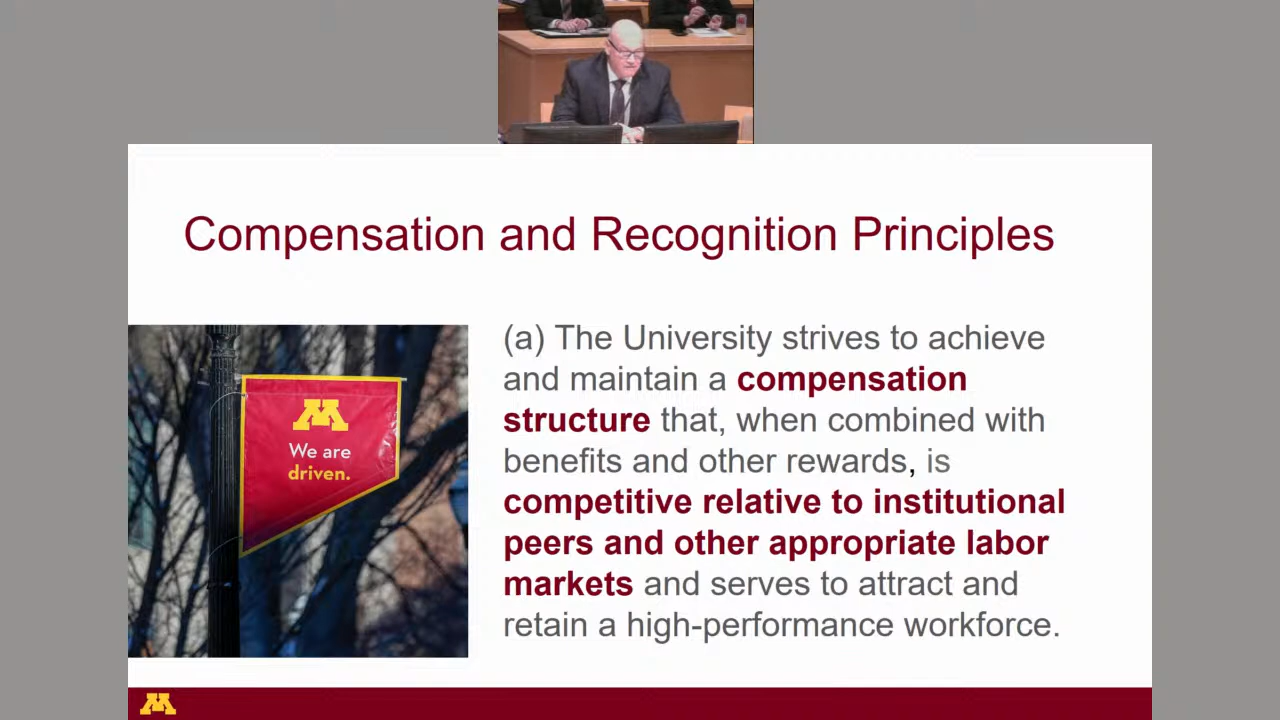 Compensation and Recognition Principles
M
We are
driven.
(a) The University strives to achieve
and maintain a compensation
structure that, when combined with
benefits and other rewards, is
competitive relative to institutional
peers and other appropriate labor
markets and serves to attract and
retain a high-performance workforce.
M